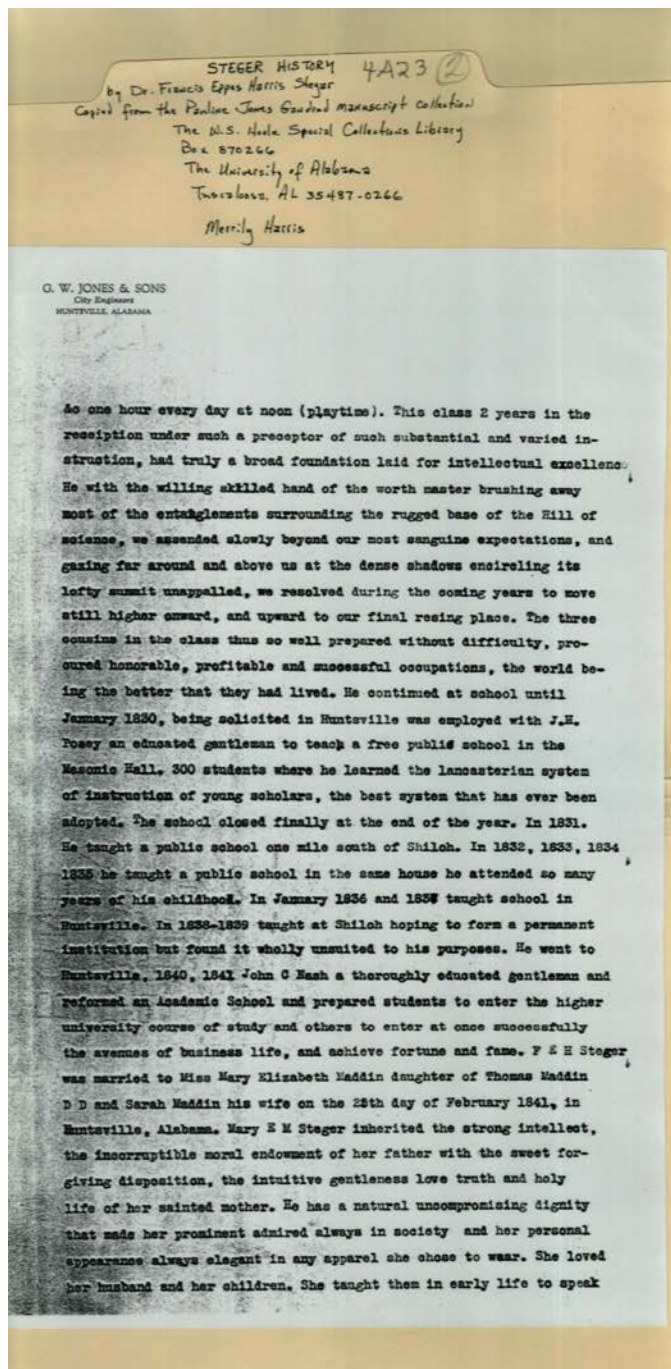 STEGER HISTORY 4A23 2
by Dr. Francis Eppes Harris Steger
Copied from the Pauline Jones Gandrud manuscript collection
The W.S. Hoole Special Collections Library
Box 870266
The University of Alabama
Tuscaloosa, AL 35487-0266
Merrily Harris
G. W. JONES & SONS
City Engineers
HUNTSVILLE, ALABAMA
do one hour every day at noon (playtime). This class 2 years in the
receiption under such a preceptor of such substantial and varied in-
struction, had truly a broad foundation laid for intellectual excellenc
He with the willing skilled hand of the worth master brushing away
most of the entanglements surrounding the rugged base of the Hill of
science, we assended slowly beyond our most sanguine expectations, and
gazing far around and above us at the dense shadows encireling its
lofty summit unappalled, we resolved during the coming years to move
still higher onward, and upward to our final resing place. The three
cousins in the class thus so well prepared without difficulty, pro-
cured honorable, profitable and successful occupations, the world be-
ing the better that they had lived. He continued at school until
January 1830, being solicited in Huntsville was employed with J.H.
Posey an educated gentleman to teach a free public school in the
Masonic Hall. 300 students where he learned the lancasterian system
of instruction of young scholars, the best system that has ever been
adopted. The school closed finally at the end of the year. In 1831.
He taught a public school one mile south of Shiloh. In 1832, 1833, 1834,
1835 he taught a public school in the same house he attended so many
years of his childhood. In January 1836 and 1837 taught school in
Huntsville. In 1838-1839 taught at Shiloh hoping to form a permanent
institution but found it wholly unsuited to his purposes. He went to
Huntsville, 1840, 1841 John C Nash a thoroughly educated gentleman and
reformed an Academic School and prepared students to enter the higher
university course of study and others to enter at once successfully
the avenues of business life, and achieve fortune and fame. F E H Steger
was married to Miss Mary Elizabeth Maddin daughter of Thomas Maddin
D D and Sarah Maddin his wife on the 25th day of February 1841, in
Huntsville, Alabama. Mary E M Steger inherited the strong intellect,
the incorruptible moral endowment of her father with the sweet for-
giving disposition, the intuitive gentleness love truth and holy
life of her sainted mother. He has a natural uncompromising dignity
that made her prominent admired always in society and her personal
appearance always elegant in any apparel she chose to waar. She loved
her husband and her children. She taught them in early life to speak